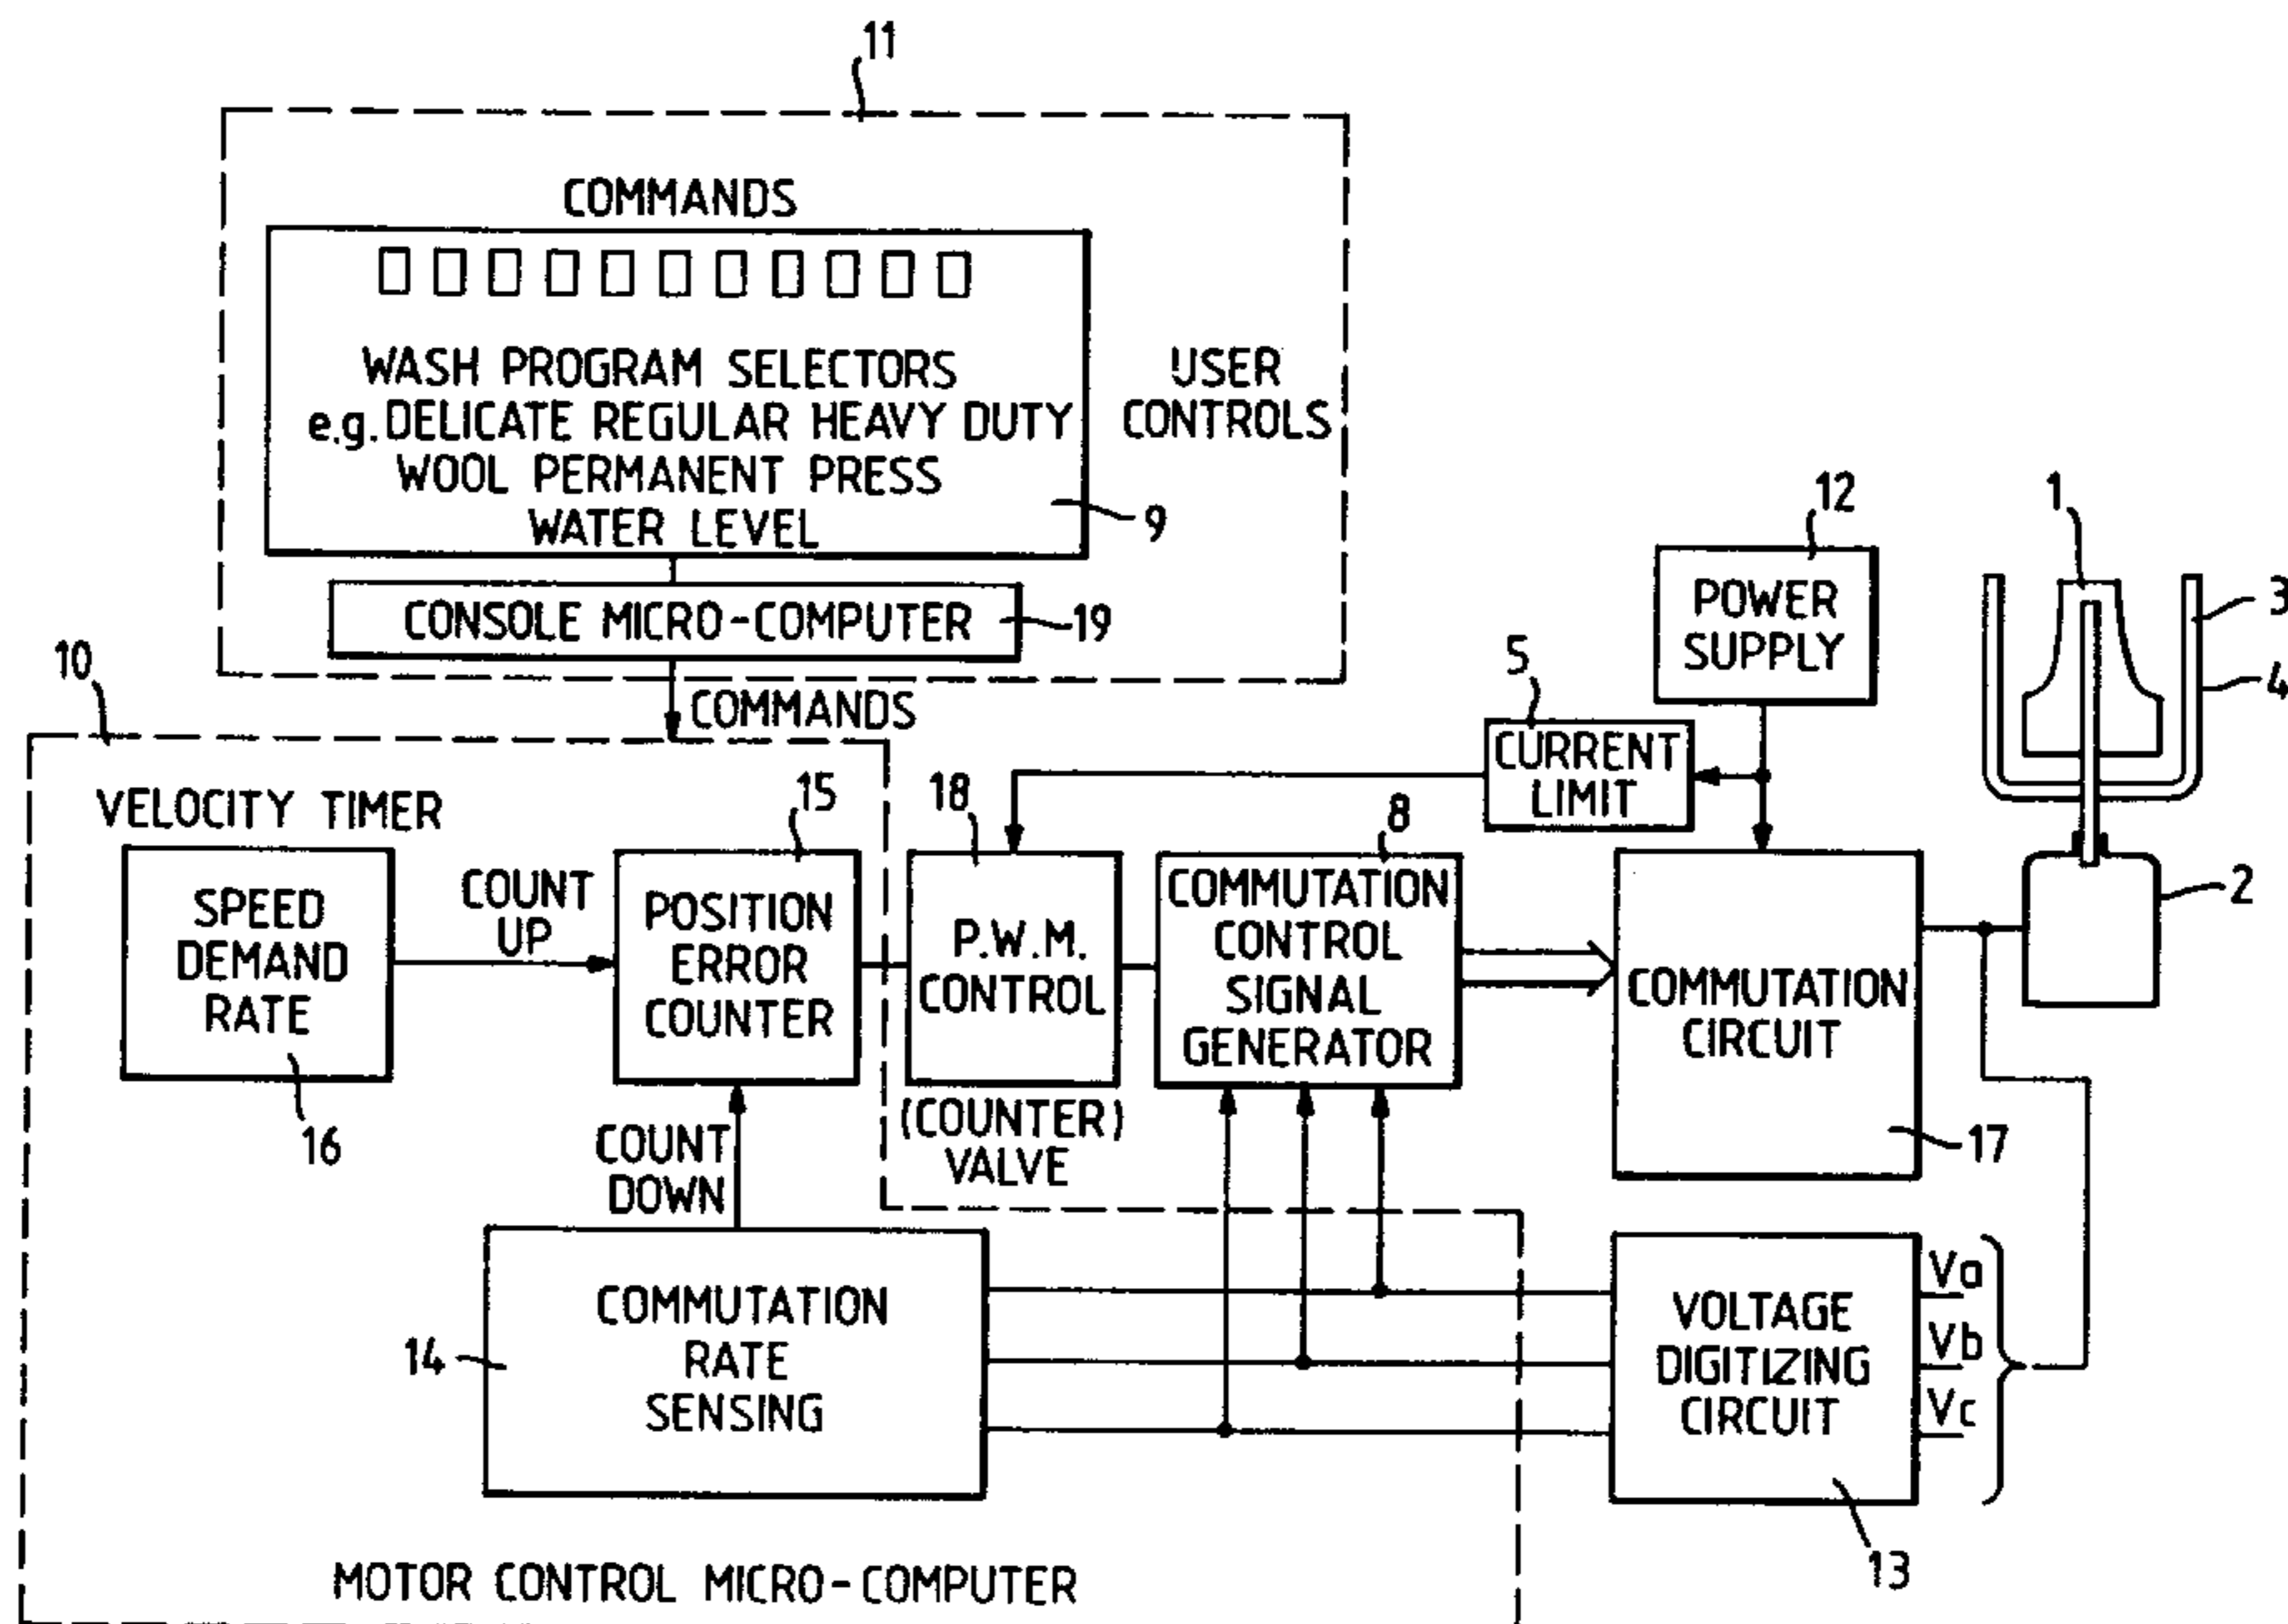 11
COMMANDS
WASH PROGRAM SELECTORS
e.g. DELICATE REGULAR HEAVY DUTY
WOOL PERMANENT PRESS
WATER LEVEL
9
USER
CONTROLS
CONSOLE MICRO-COMPUTER
19
COMMANDS
10
VELOCITY TIMER
SPEED
DEMAND
RATE
16
COUNT
UP
15
POSITION
ERROR
COUNTER
COUNT
DOWN
18
P.W.M.
CONTROL
(COUNTER)
VALVE
8
COMMUTATION
CONTROL
SIGNAL
GENERATOR
5
CURRENT
LIMIT
12
POWER
SUPPLY
1
3
4
2
COMMUTATION
CIRCUIT
17
14
COMMUTATION
RATE
SENSING
VOLTAGE
DIGITIZING
CIRCUIT
13
Va
Vb
Vc
MOTOR CONTROL MICRO-COMPUTER